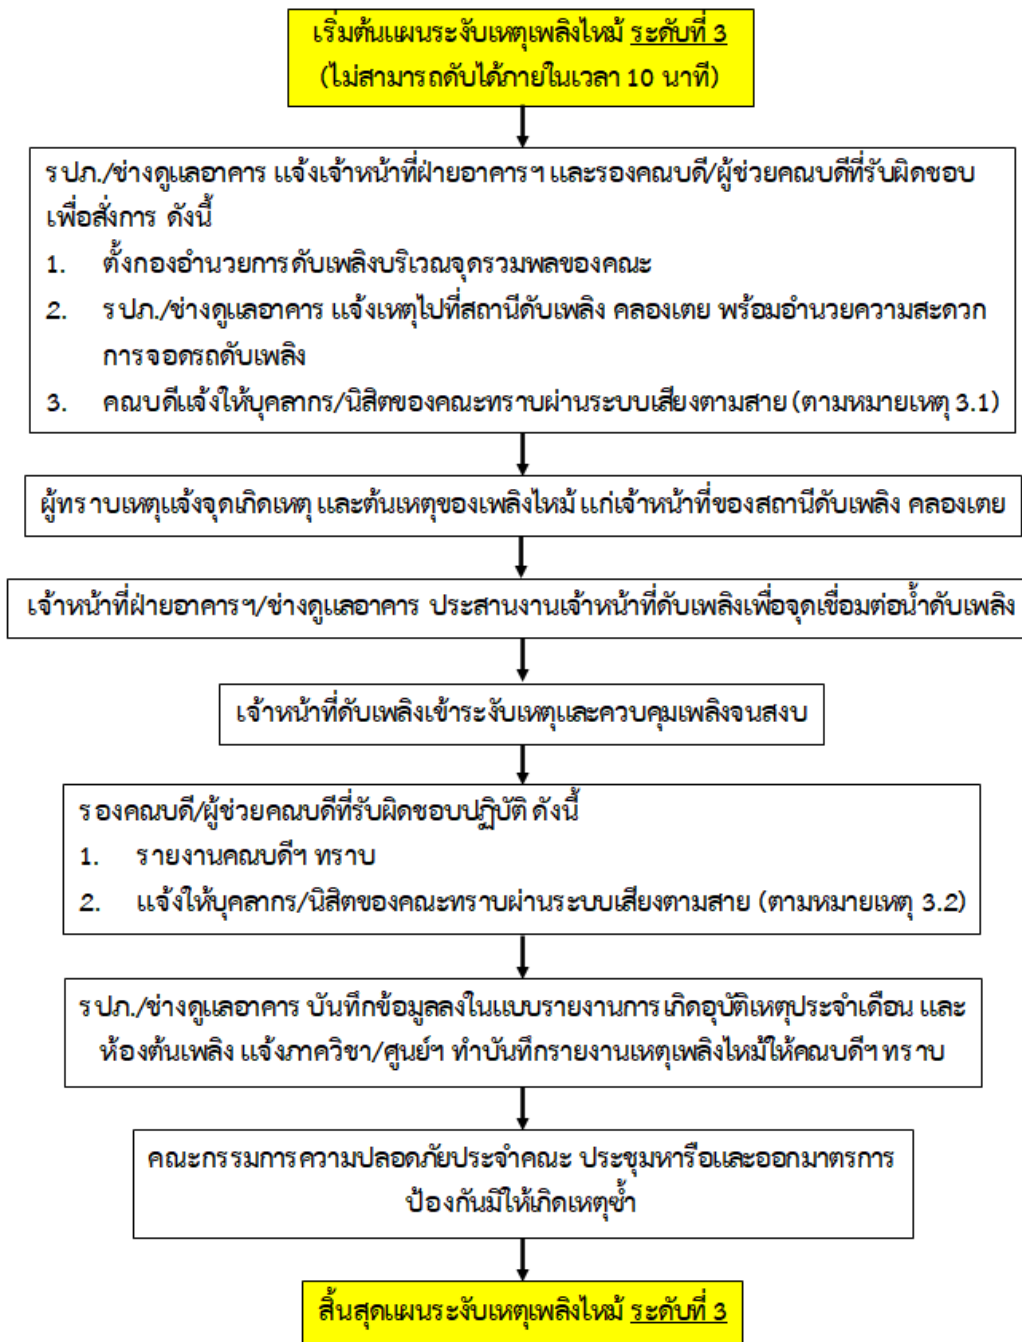 เริ่มต้นแผนระงับเหตุเพลิงไหม้ ระดับที่ 3
(ไม่สามารถดับได้ภายในเวลา 10 นาที)
รปภ./ช่างดูแลอาคาร แจ้งเจ้าหน้าที่ฝ่ายอาคารฯ และรองคณบดี/ผู้ช่วยคณบดีที่รับผิดชอบ
เพื่อสั่งการ ดังนี้
1. ตั้งกองอำนวยการดับเพลิงบริเวณจุดรวมพลของคณะ
2. รปภ./ช่างดูแลอาคาร แจ้งเหตุไปที่สถานีดับเพลิง คลองเตย พร้อมอำนวยความสะดวก
การจอดรถดับเพลิง
3. คณบดีแจ้งให้บุคลากร/นิสิตของคณะทราบผ่านระบบเสียงตามสาย (ตามหมายเหตุ 3.1)
ผู้ทราบเหตุแจ้งจุดเกิดเหตุ และต้นเหตุของเพลิงไหม้ แก่เจ้าหน้าที่ของสถานีดับเพลิง คลองเตย
เจ้าหน้าที่ฝ่ายอาคารฯ/ช่างดูแลอาคาร ประสานงานเจ้าหน้าที่ดับเพลิงเพื่อจุดเชื่อมต่อน้ำดับเพลิง
เจ้าหน้าที่ดับเพลิงเข้าระงับเหตุและควบคุมเพลิงจนสงบ
รองคณบดี/ผู้ช่วยคณบดีที่รับผิดชอบปฏิบัติ ดังนี้
1. รายงานคณบดีฯ ทราบ
2. แจ้งให้บุคลากร/นิสิตของคณะทราบผ่านระบบเสียงตามสาย (ตามหมายเหตุ 3.2)
รปภ./ช่างดูแลอาคาร บันทึกข้อมูลลงในแบบรายงานการเกิดอุบัติเหตุประจำเดือน และ
ห้องต้นเพลิง แจ้งภาควิชา/ศูนย์ฯ ทำบันทึกรายงานเหตุเพลิงไหม้ให้คณบดีฯ ทราบ
คณะกรรมการความปลอดภัยประจำคณะ ประชุมหารือและออกมาตรการ
ป้องกันมิให้เกิดเหตุซ้ำ
สิ้นสุดแผนระงับเหตุเพลิงไหม้ ระดับที่ 3